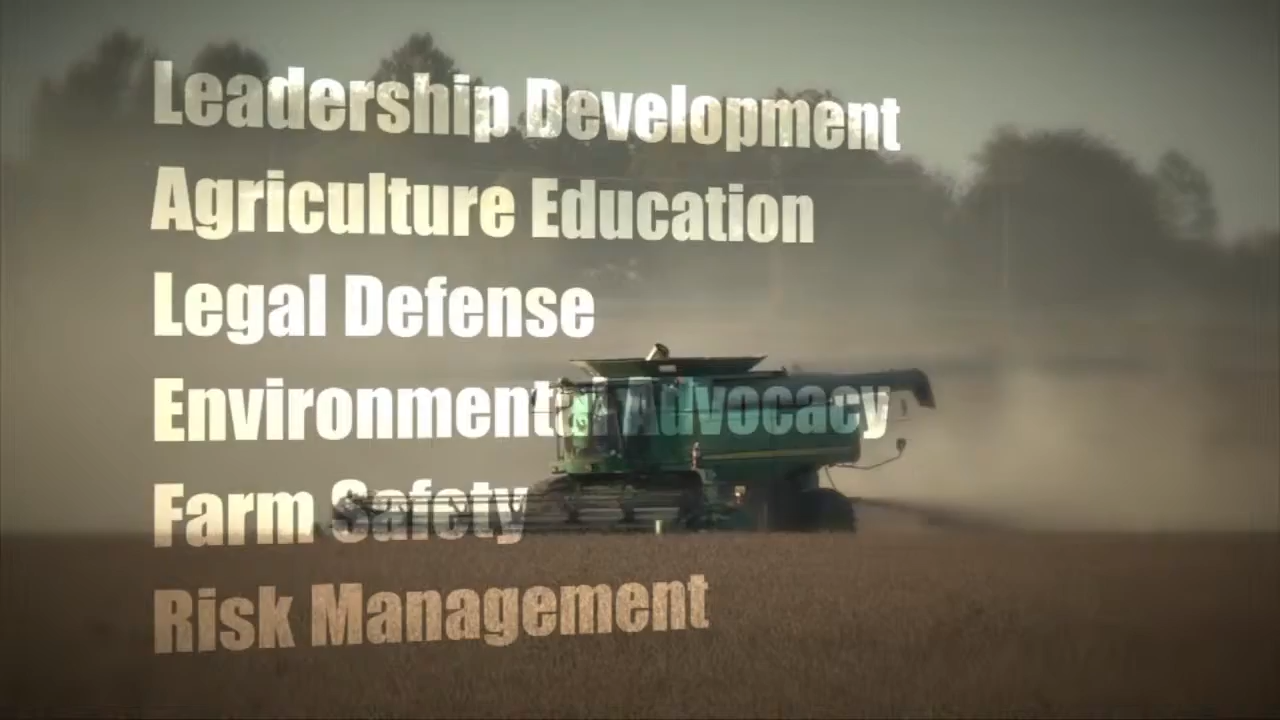 Leadership Development
Agriculture Education
Legal Defense
Environmental Advocacy
Farm Safety
Risk Management